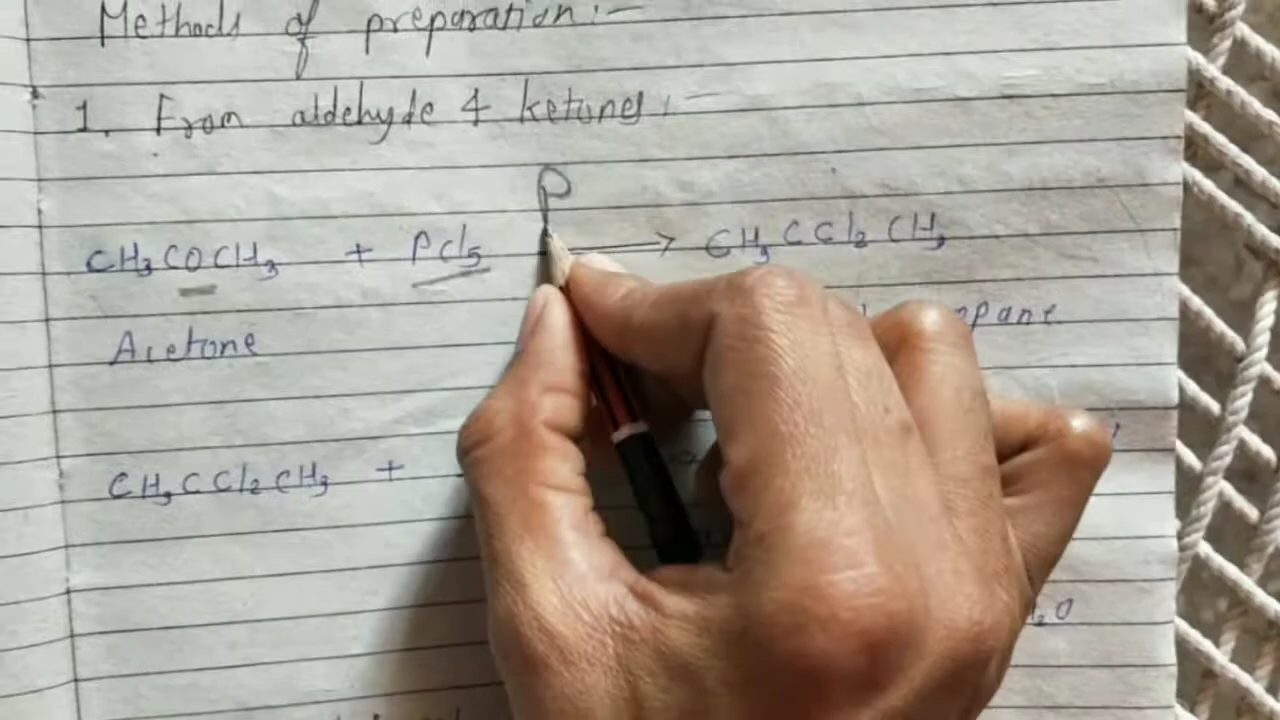 Methods of preparation:-
1. From aldehyde & ketones:-
P
CH3COCH3 + PCl5 → CH3CCl2CH3
Acetone
CH3CCl2CH3 +